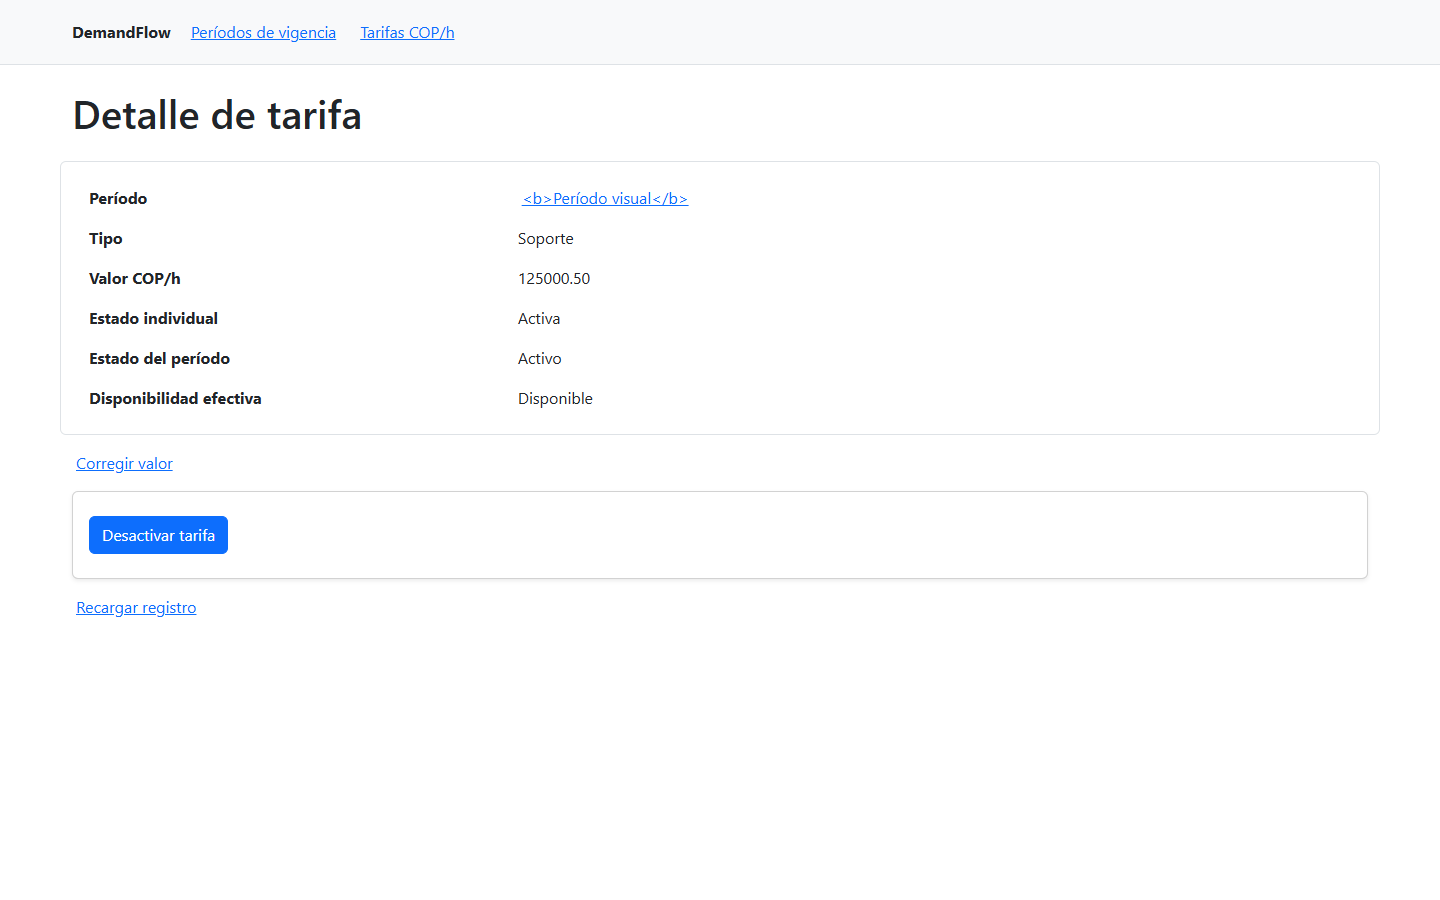 DemandFlow Períodos de vigencia Tarifas COP/h
Detalle de tarifa
Período <b>Período visual</b>
Tipo Soporte
Valor COP/h 125000.50
Estado individual Activa
Estado del período Activo
Disponibilidad efectiva Disponible
Corregir valor
Desactivar tarifa
Recargar registro